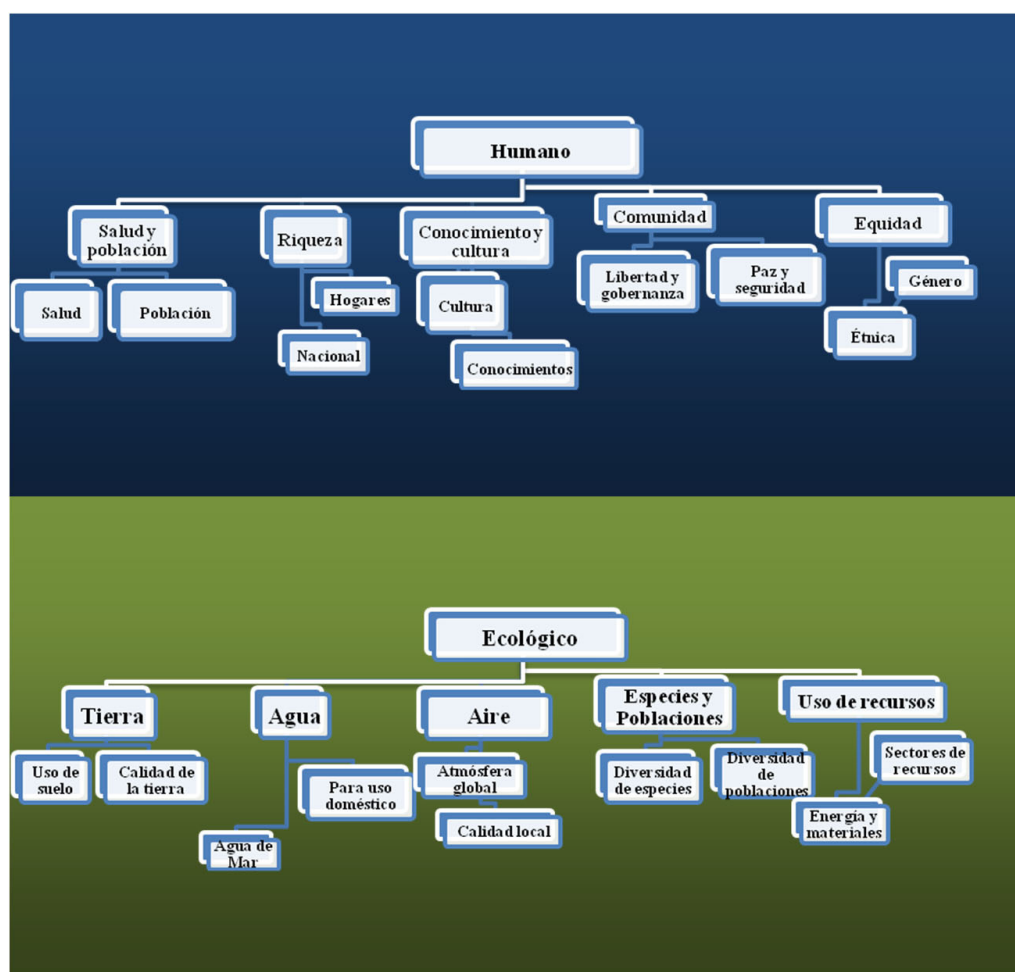 Humano
Salud y
población
Riqueza
Conocimiento y
cultura
Comunidad
Equidad
Salud
Población
Hogares
Nacional
Cultura
Conocimientos
Libertad y
gobernanza
Paz y
seguridad
Género
Étnica
Ecológico
Tierra
Agua
Aire
Especies y
Poblaciones
Uso de recursos
Uso de
suelo
Calidad de
la tierra
Para uso
doméstico
Agua de
Mar
Atmósfera
global
Calidad local
Diversidad
de especies
Diversidad
de
poblaciones
Sectores de
recursos
Energía y
materiales